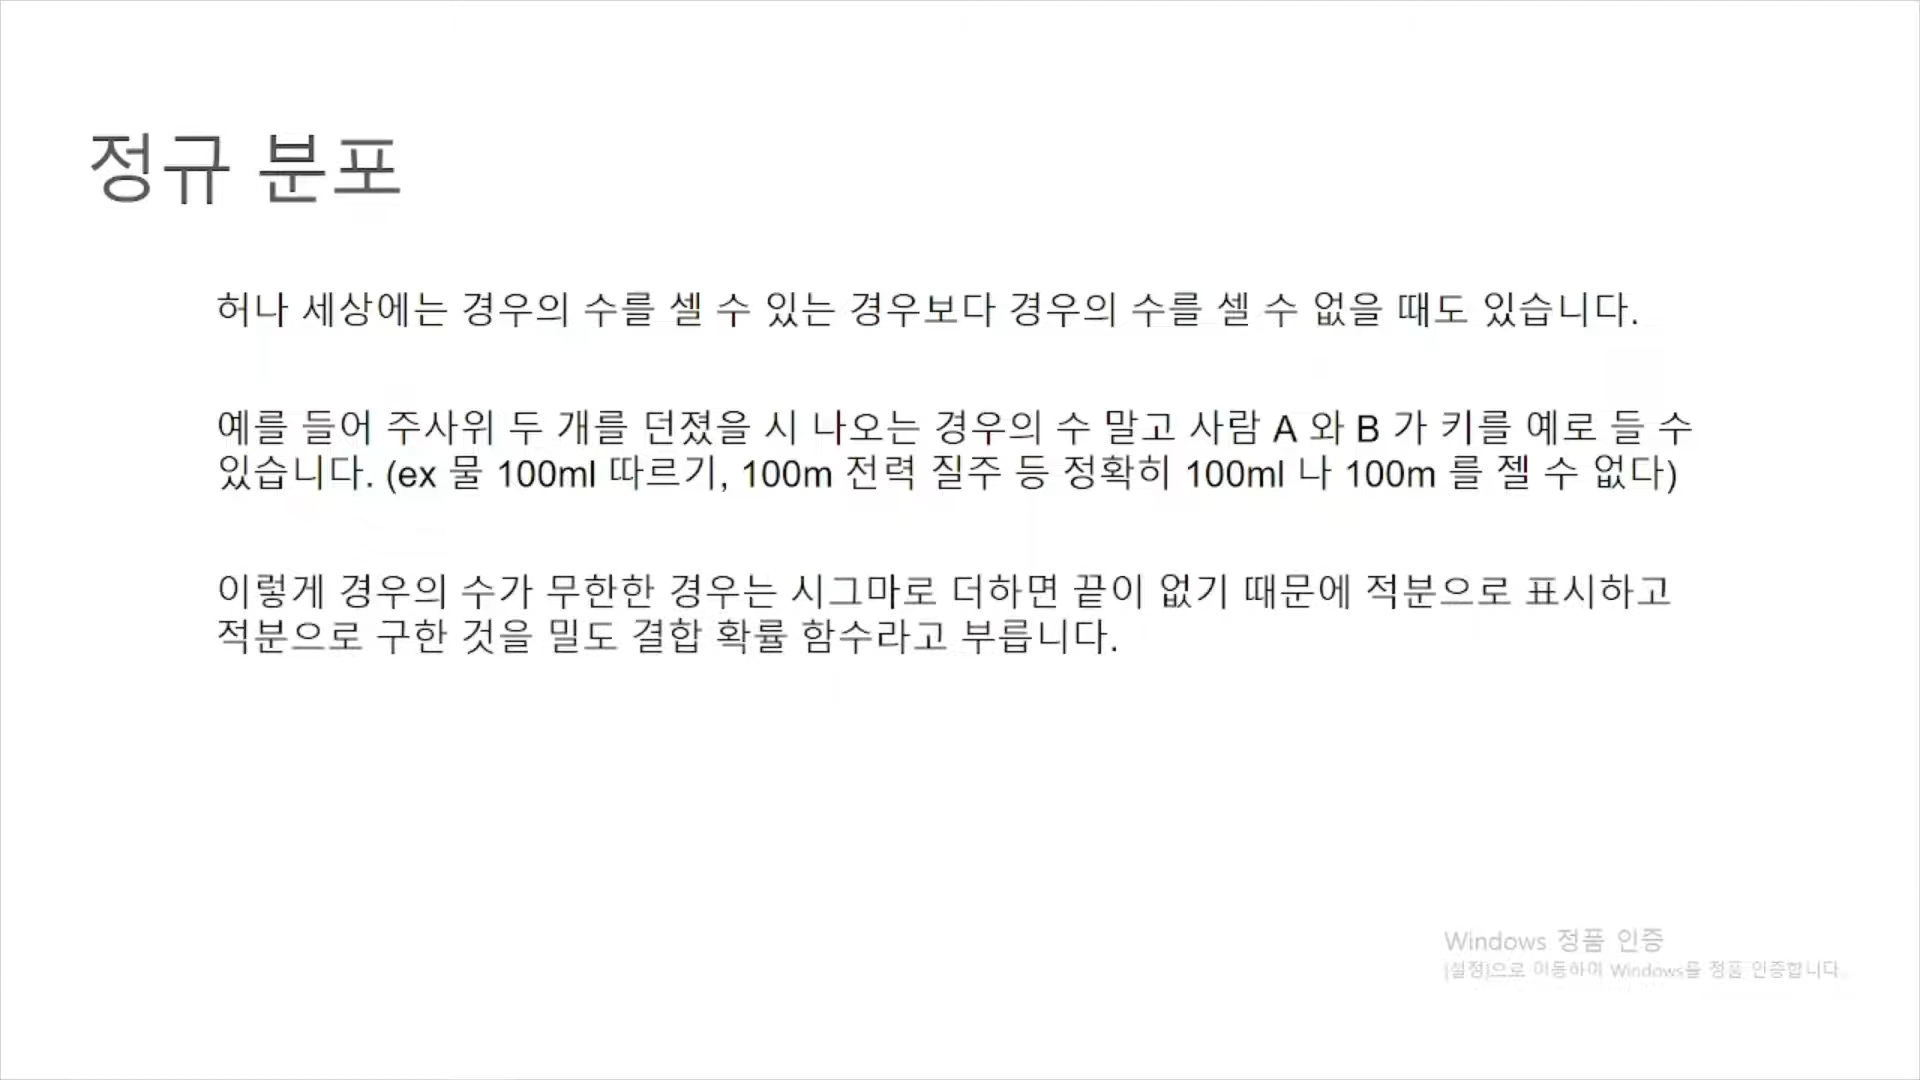 정규 분포
허나 세상에는 경우의 수를 셀 수 있는 경우보다 경우의 수를 셀 수 없을 때도 있습니다.
예를 들어 주사위 두 개를 던졌을 시 나오는 경우의 수 말고 사람 A 와 B 가 키를 예로 들 수
있습니다. (ex 물 100ml 따르기, 100m 전력 질주 등 정확히 100ml 나 100m 를 젤 수 없다)
이렇게 경우의 수가 무한한 경우는 시그마로 더하면 끝이 없기 때문에 적분으로 표시하고
적분으로 구한 것을 밀도 결합 확률 함수라고 부릅니다.
Windows 정품 인증
[설정]으로 이동하여 Windows를 정품 인증합니다.